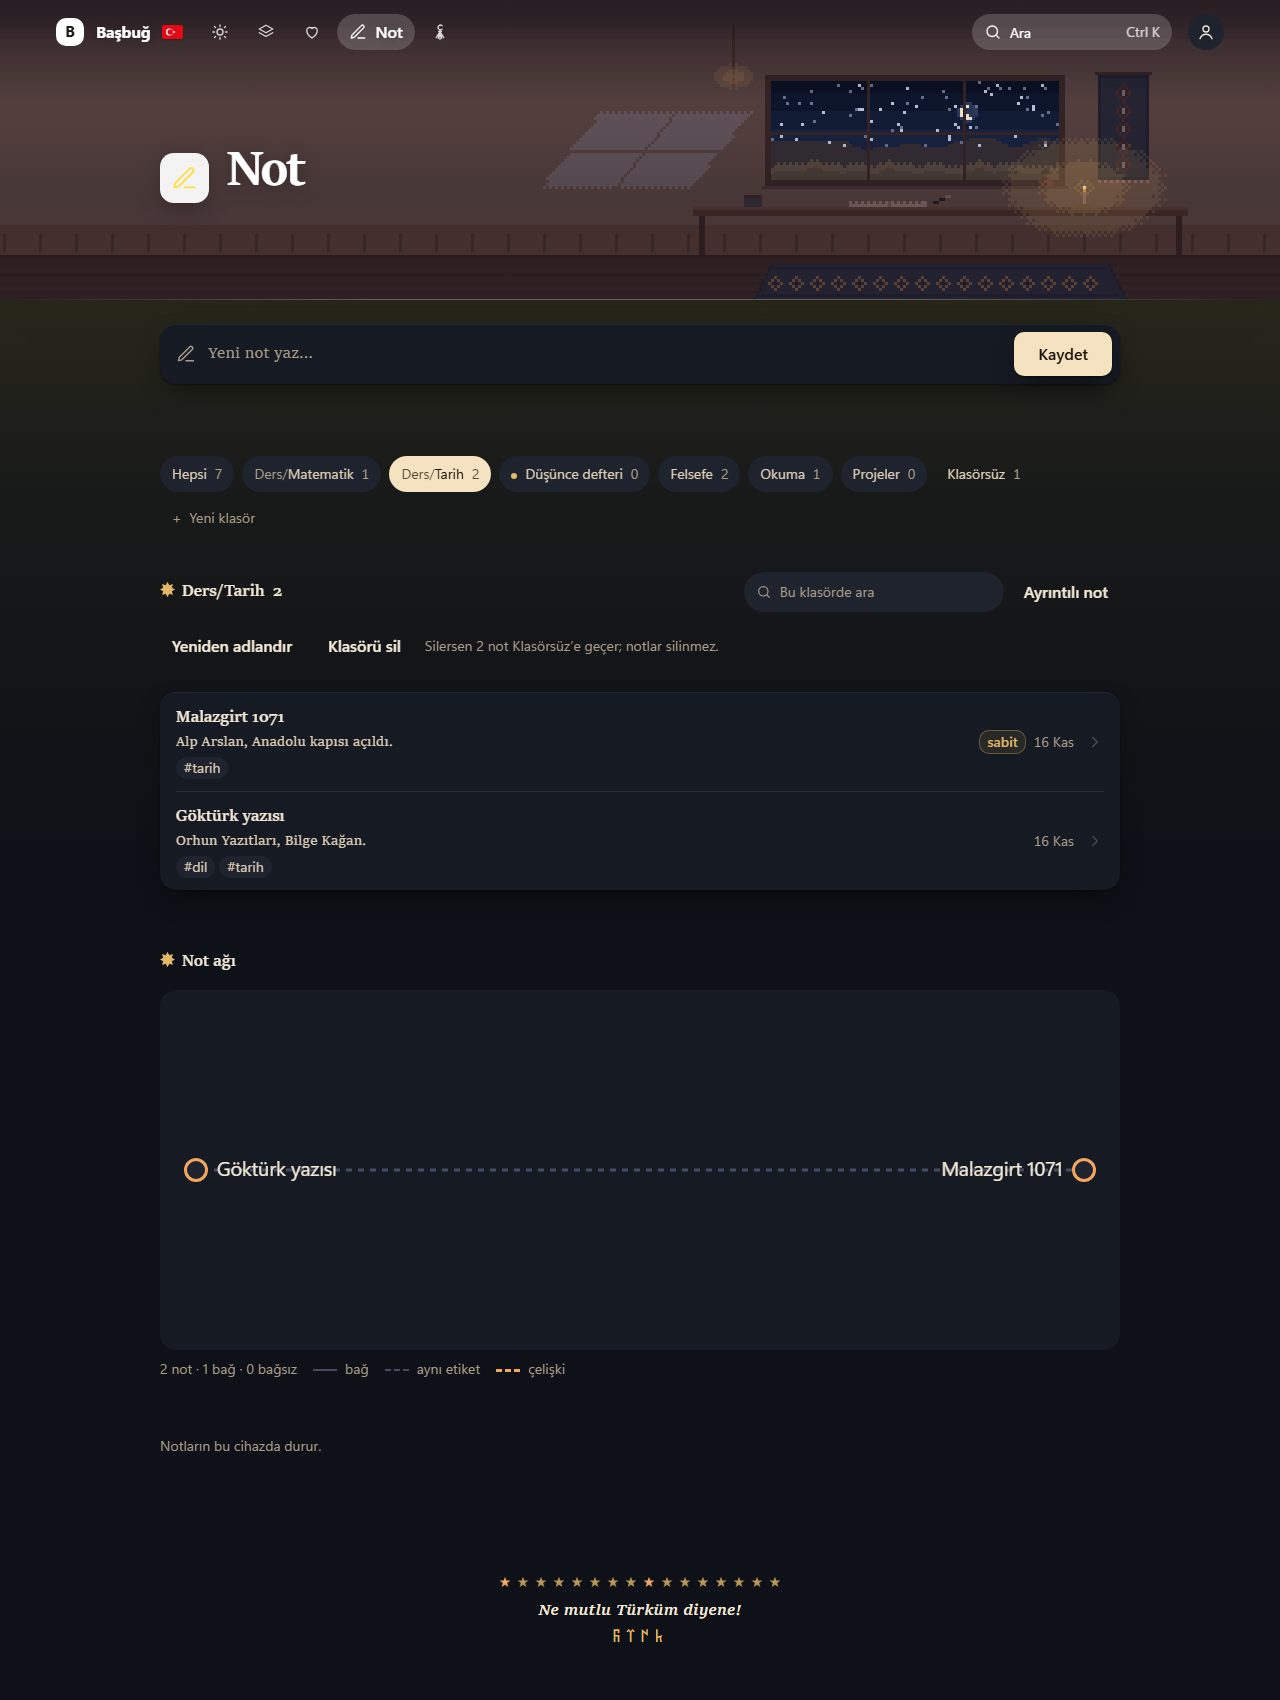 B Başbuğ Not Ara Ctrl K
Not
Yeni not yaz... Kaydet
Hepsi 7 Ders/Matematik 1 Ders/Tarih 2 Düşünce defteri 0 Felsefe 2 Okuma 1 Projeler 0 Klasörsüz 1
+ Yeni klasör
Ders/Tarih 2 Bu klasörde ara Ayrıntılı not
Yeniden adlandır Klasörü sil Silersen 2 not Klasörsüz’e geçer; notlar silinmez.
Malazgirt 1071
Alp Arslan, Anadolu kapısı açıldı.
sabit 16 Kas
#tarih
Göktürk yazısı
Orhun Yazıtları, Bilge Kağan.
16 Kas
#dil #tarih
Not ağı
Göktürk yazısı Malazgirt 1071
2 not · 1 bağ · 0 bağsız bağ aynı etiket çelişki
Notların bu cihazda durur.
Ne mutlu Türküm diyene!